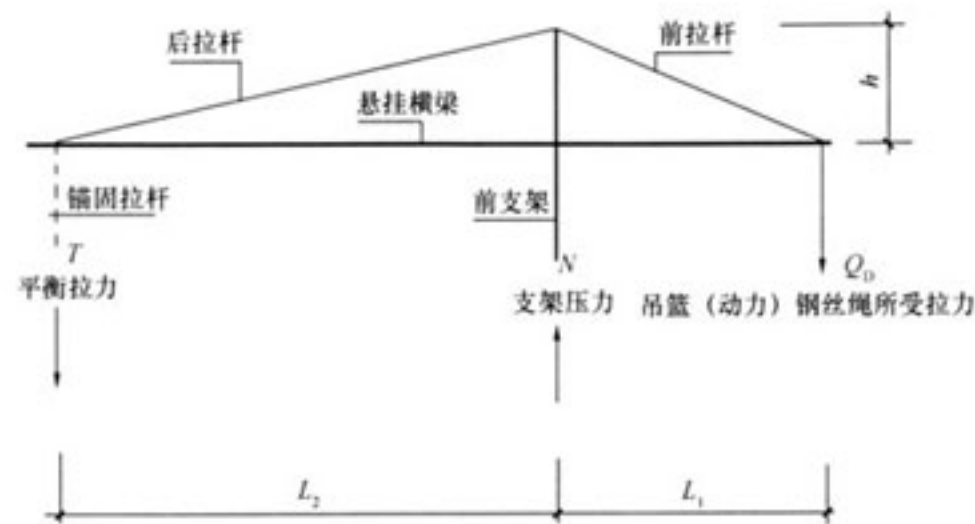 后拉杆
前拉杆
h
悬挂横梁
锚固拉杆
前支架
T
N
Q_D
平衡拉力
支架压力
吊篮（动力）钢丝绳所受拉力
L₂
L₁